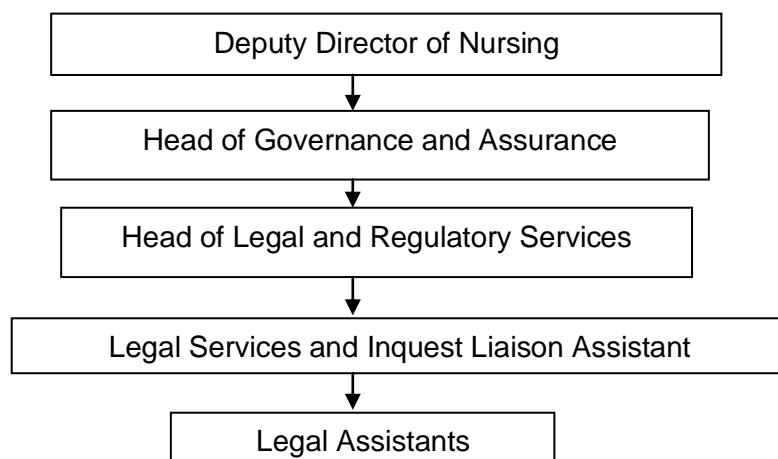 Deputy Director of Nursing
Head of Governance and Assurance
Head of Legal and Regulatory Services
Legal Services and Inquest Liaison Assistant
Legal Assistants